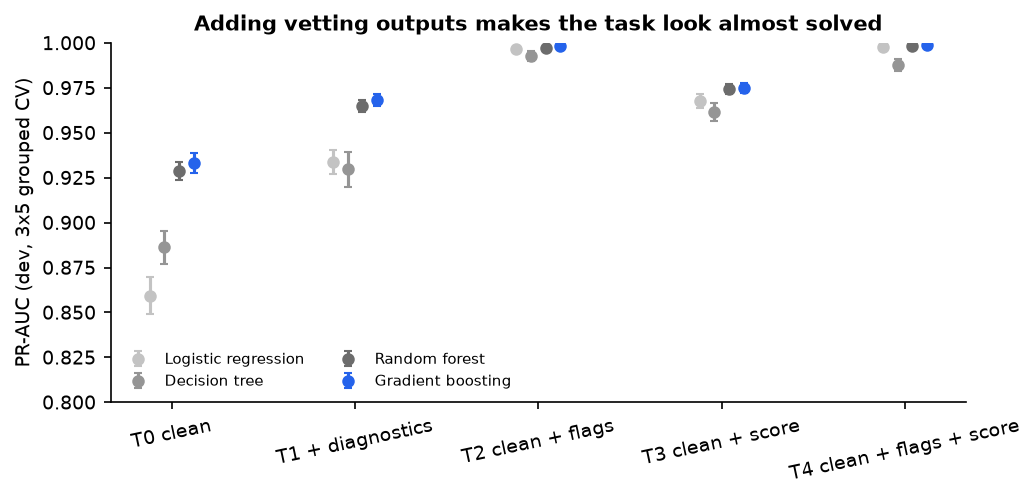 Adding vetting outputs makes the task look almost solved
PR-AUC (dev, 3x5 grouped CV)
1.000
0.975
0.950
0.925
0.900
0.875
0.850
0.825
0.800
Logistic regression
Decision tree
Random forest
Gradient boosting
T0 clean
T1 + diagnostics
T2 clean + flags
T3 clean + score
T4 clean + flags + score